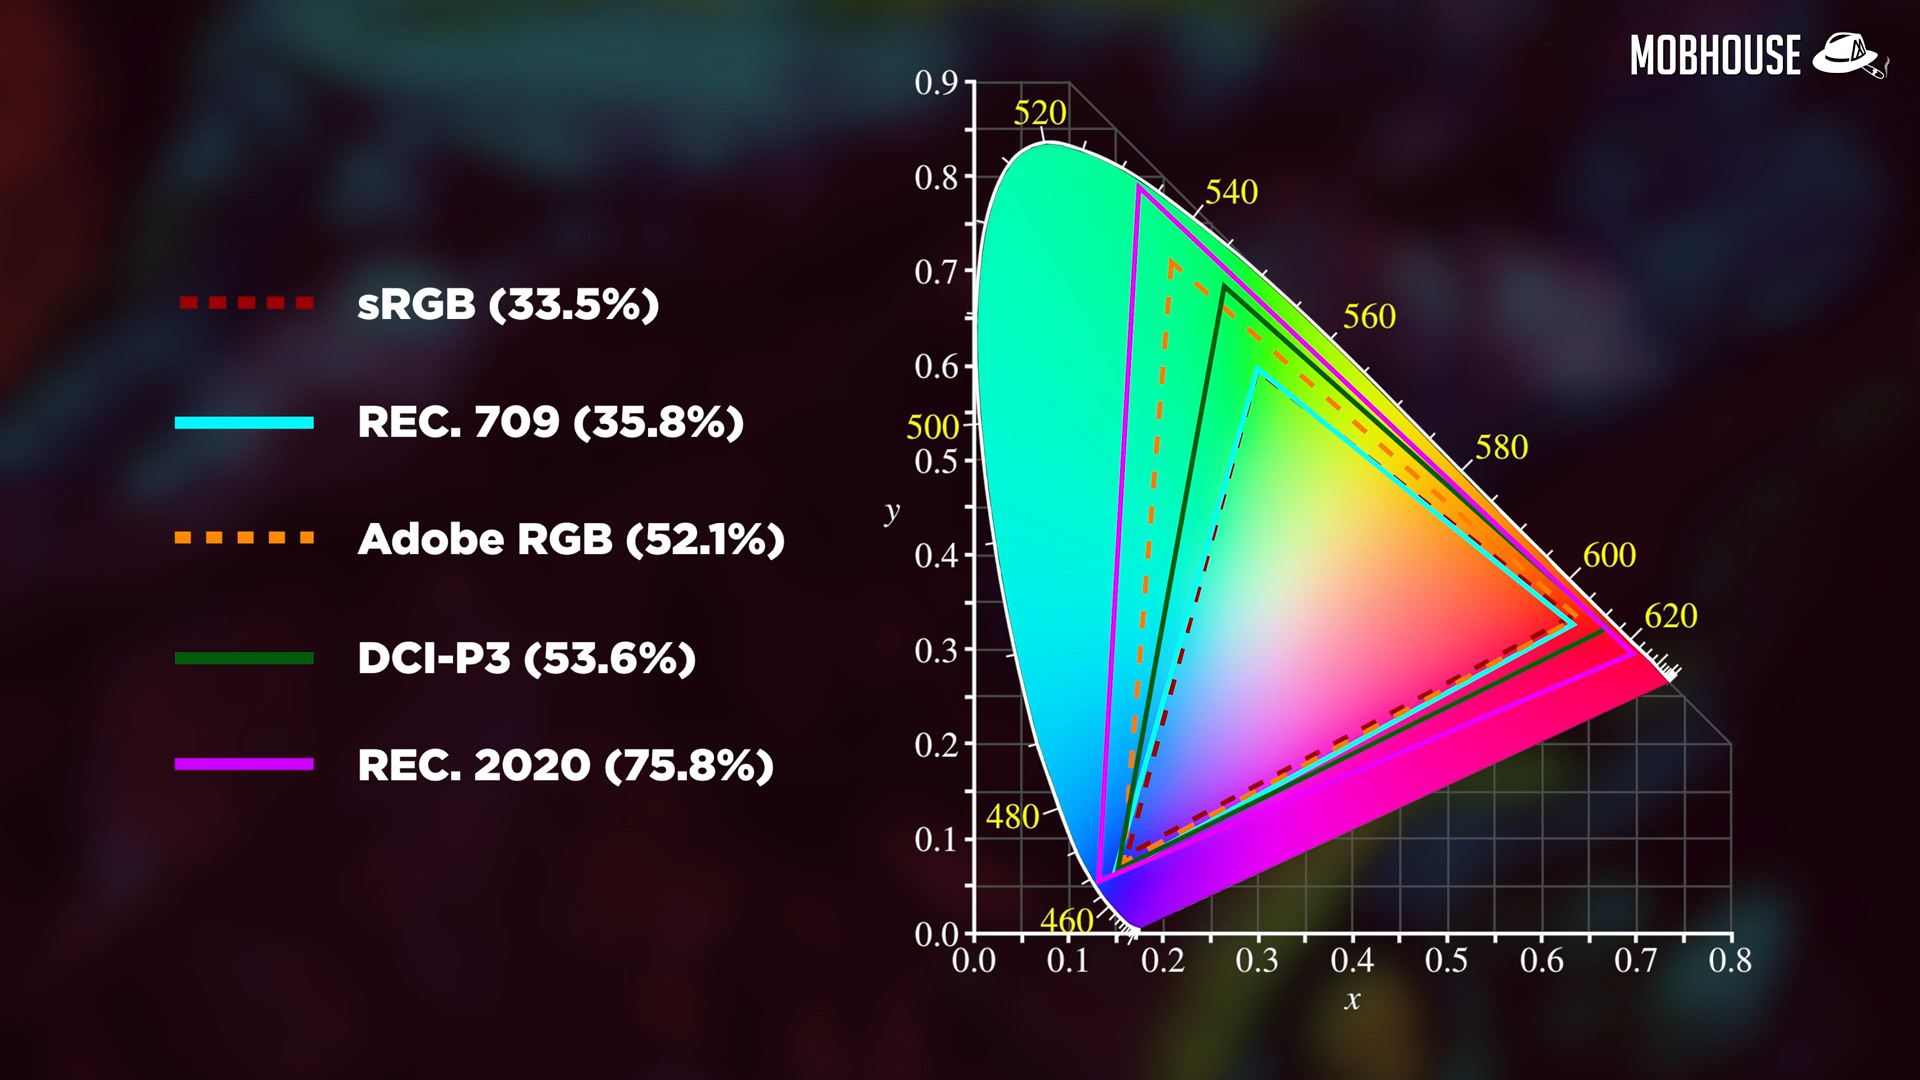 MOBHOUSE
sRGB (33.5%)
REC. 709 (35.8%)
Adobe RGB (52.1%)
DCI-P3 (53.6%)
REC. 2020 (75.8%)
0.9
0.8
0.7
0.6
0.5
0.4
0.3
0.2
0.1
0.0
y
520
540
560
580
600
620
500
480
460
0.0 0.1 0.2 0.3 0.4 0.5 0.6 0.7 0.8
x